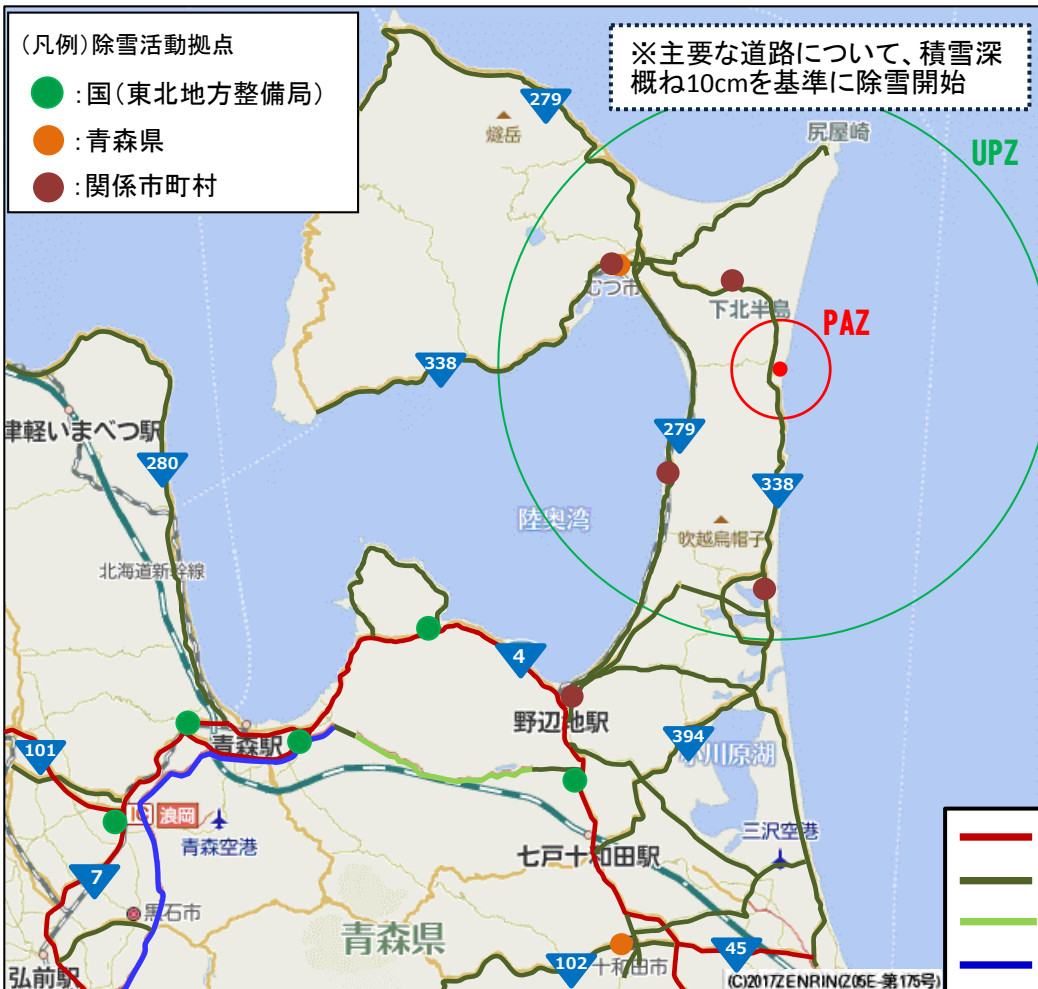 (凡例)除雪活動拠点
:国(東北地方整備局)
:青森県
:関係市町村
※主要な道路について、積雪深
概ね10cmを基準に除雪開始
279
燧岳
尻屋崎
UPZ
むつ市
下北半島
PAZ
338
279
津軽いまべつ駅
280
338
陸奥湾
吹越烏帽子
北海道新幹線
4
野辺地駅
青森駅
394
小川原湖
101
IC 浪岡
青森空港
三沢空港
七戸十和田駅
7
黒石市
青森県
45
十和田市
102
弘前駅
(C)2017ZENRIN(Z05E-第175号)